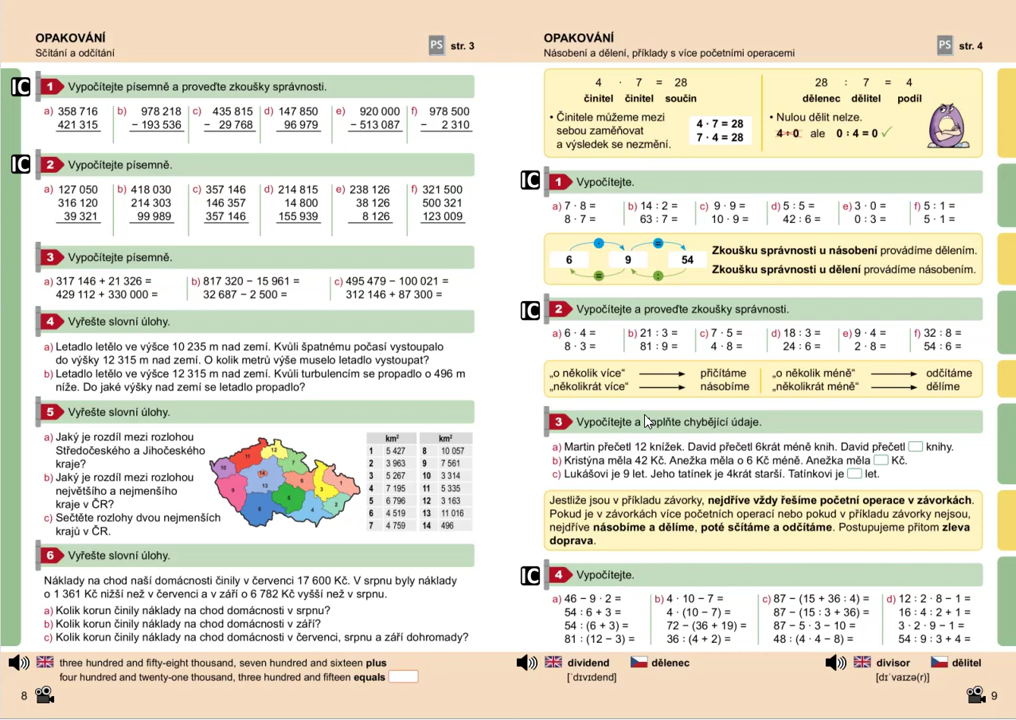 OPAKOVÁNÍ
Sčítání a odčítání
PS str. 3
IC
1 Vypočítejte písemně a proveďte zkoušky správnosti.
a) 358 716 b) 978 218 c) 435 815 d) 147 850 e) 920 000 f) 978 500
421 315 − 193 536 − 29 768 96 979 − 513 087 − 2 310
IC
2 Vypočítejte písemně.
a) 127 050 b) 418 030 c) 357 146 d) 214 815 e) 238 126 f) 321 500
316 120 214 303 146 357 14 800 38 126 500 321
39 321 99 989 357 146 155 939 8 126 123 009
3 Vypočítejte písemně.
a) 317 146 + 21 326 = b) 817 320 − 15 961 = c) 495 479 − 100 021 =
429 112 + 330 000 = 32 687 − 2 500 = 312 146 + 87 300 =
4 Vyřešte slovní úlohy.
a) Letadlo letělo ve výšce 10 235 m nad zemí. Kvůli špatnému počasí vystoupalo
do výšky 12 315 m nad zemí. O kolik metrů výše muselo letadlo vystoupat?
b) Letadlo letělo ve výšce 12 315 m nad zemí. Kvůli turbulencím se propadlo o 496 m
níže. Do jaké výšky nad zemí se letadlo propadlo?
5 Vyřešte slovní úlohy.
a) Jaký je rozdíl mezi rozlohou
Středočeského a Jihočeského
kraje?
b) Jaký je rozdíl mezi rozlohou
největšího a nejmenšího
kraje v ČR?
c) Sečtěte rozlohy dvou nejmenších
krajů v ČR.
km² km²
1 5 427 8 10 057
2 3 963 9 7 561
3 5 267 10 3 314
4 7 195 11 5 335
5 6 796 12 3 163
6 4 519 13 11 016
7 4 759 14 496
6 Vyřešte slovní úlohy.
Náklady na chod naší domácnosti činily v červenci 17 600 Kč. V srpnu byly náklady
o 1 361 Kč nižší než v červenci a v září o 6 782 Kč vyšší než v srpnu.
a) Kolik korun činily náklady na chod domácnosti v srpnu?
b) Kolik korun činily náklady na chod domácnosti v září?
c) Kolik korun činily náklady na chod domácnosti v červenci, srpnu a září dohromady?
three hundred and fifty-eight thousand, seven hundred and sixteen plus
four hundred and twenty-one thousand, three hundred and fifteen equals
8
OPAKOVÁNÍ
Násobení a dělení, příklady s více početními operacemi
PS str. 4
4 · 7 = 28
činitel činitel součin
• Činitele můžeme mezi
sebou zaměňovat
a výsledek se nezmění.
4 · 7 = 28
7 · 4 = 28
28 : 7 = 4
dělenec dělitel podíl
• Nulou dělit nelze.
4 : 0 ale 0 : 4 = 0 ✓
IC
1 Vypočítejte.
a) 7 · 8 = b) 14 : 2 = c) 9 · 9 = d) 5 : 5 = e) 3 · 0 = f) 5 : 1 =
8 · 7 = 63 : 7 = 10 · 9 = 42 : 6 = 0 : 3 = 5 · 1 =
· =
6 9 54
= :
Zkoušku správnosti u násobení provádíme dělením.
Zkoušku správnosti u dělení provádíme násobením.
IC
2 Vypočítejte a proveďte zkoušky správnosti.
a) 6 · 4 = b) 21 : 3 = c) 7 · 5 = d) 18 : 3 = e) 9 · 4 = f) 32 : 8 =
8 · 3 = 81 : 9 = 4 · 8 = 24 : 6 = 2 · 8 = 54 : 6 =
„o několik více“ přičítáme „o několik méně“ odčítáme
„několikrát více“ násobíme „několikrát méně“ dělíme
3 Vypočítejte a doplňte chybějící údaje.
a) Martin přečetl 12 knížek. David přečetl 6krát méně knih. David přečetl knihy.
b) Kristýna měla 42 Kč. Anežka měla o 6 Kč méně. Anežka měla Kč.
c) Lukášovi je 9 let. Jeho tatínek je 4krát starší. Tatínkovi je let.
Jestliže jsou v příkladu závorky, nejdříve vždy řešíme početní operace v závorkách.
Pokud je v závorkách více početních operací nebo pokud v příkladu závorky nejsou,
nejdříve násobíme a dělíme, poté sčítáme a odčítáme. Postupujeme přitom zleva
doprava.
IC
4 Vypočítejte.
a) 46 − 9 · 2 = b) 4 · 10 − 7 = c) 87 − (15 + 36 : 4) = d) 12 : 2 · 8 − 1 =
54 : 6 + 3 = 4 · (10 − 7) = 87 − (15 : 3 + 36) = 16 : 4 : 2 + 1 =
54 : (6 + 3) = 72 − (36 + 19) = 87 − 5 · 3 − 10 = 3 · 2 · 9 − 1 =
81 : (12 − 3) = 36 : (4 + 2) = 48 : (4 · 4 − 8) = 54 : 9 : 3 + 4 =
dividend dělenec divisor dělitel
[ˈdɪvɪdend] [dɪˈvaɪzə(r)]
9